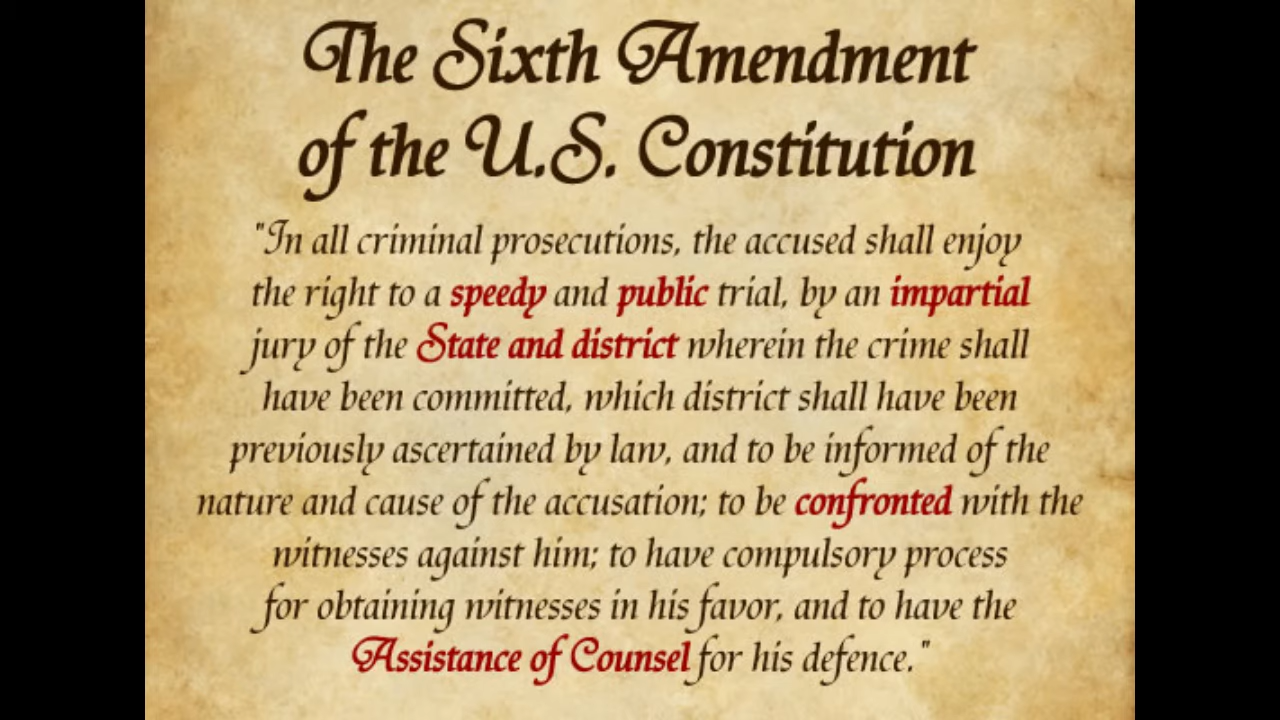 The Sixth Amendment
of the U.S. Constitution
"In all criminal prosecutions, the accused shall enjoy
the right to a speedy and public trial, by an impartial
jury of the State and district wherein the crime shall
have been committed, which district shall have been
previously ascertained by law, and to be informed of the
nature and cause of the accusation; to be confronted with the
witnesses against him; to have compulsory process
for obtaining witnesses in his favor, and to have the
Assistance of Counsel for his defence."